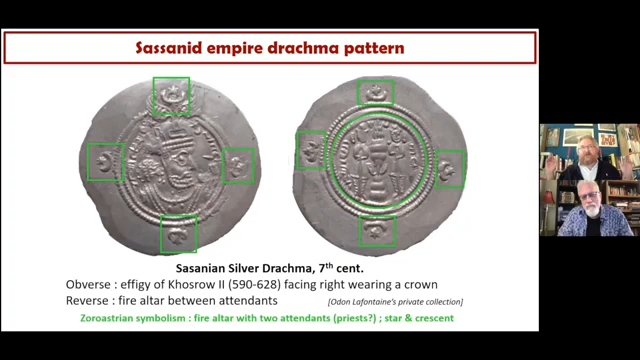 Sassanid empire drachma pattern
Sasanian Silver Drachma, 7th cent.
Obverse : effigy of Khosrow II (590-628) facing right wearing a crown
Reverse : fire altar between attendants [Odon Lafontaine's private collection]
Zoroastrian symbolism : fire altar with two attendants (priests?) ; star & crescent